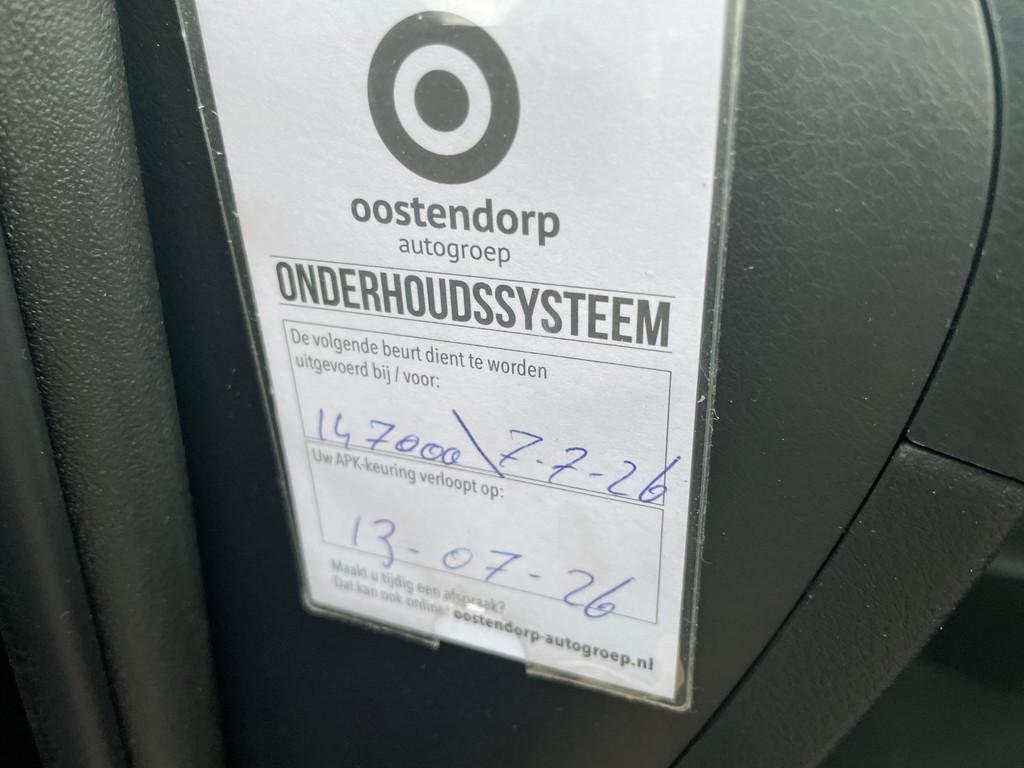 oostendorp
autogroep
ONDERHOUDSSYSTEEM
De volgende beurt dient te worden
uitgevoerd bij / voor:
147000 \ 7-7-26
Uw APK-keuring verloopt op:
13-07-26
Maakt u tijdig een afspraak?
Dat kan ook online: oostendorp-autogroep.nl